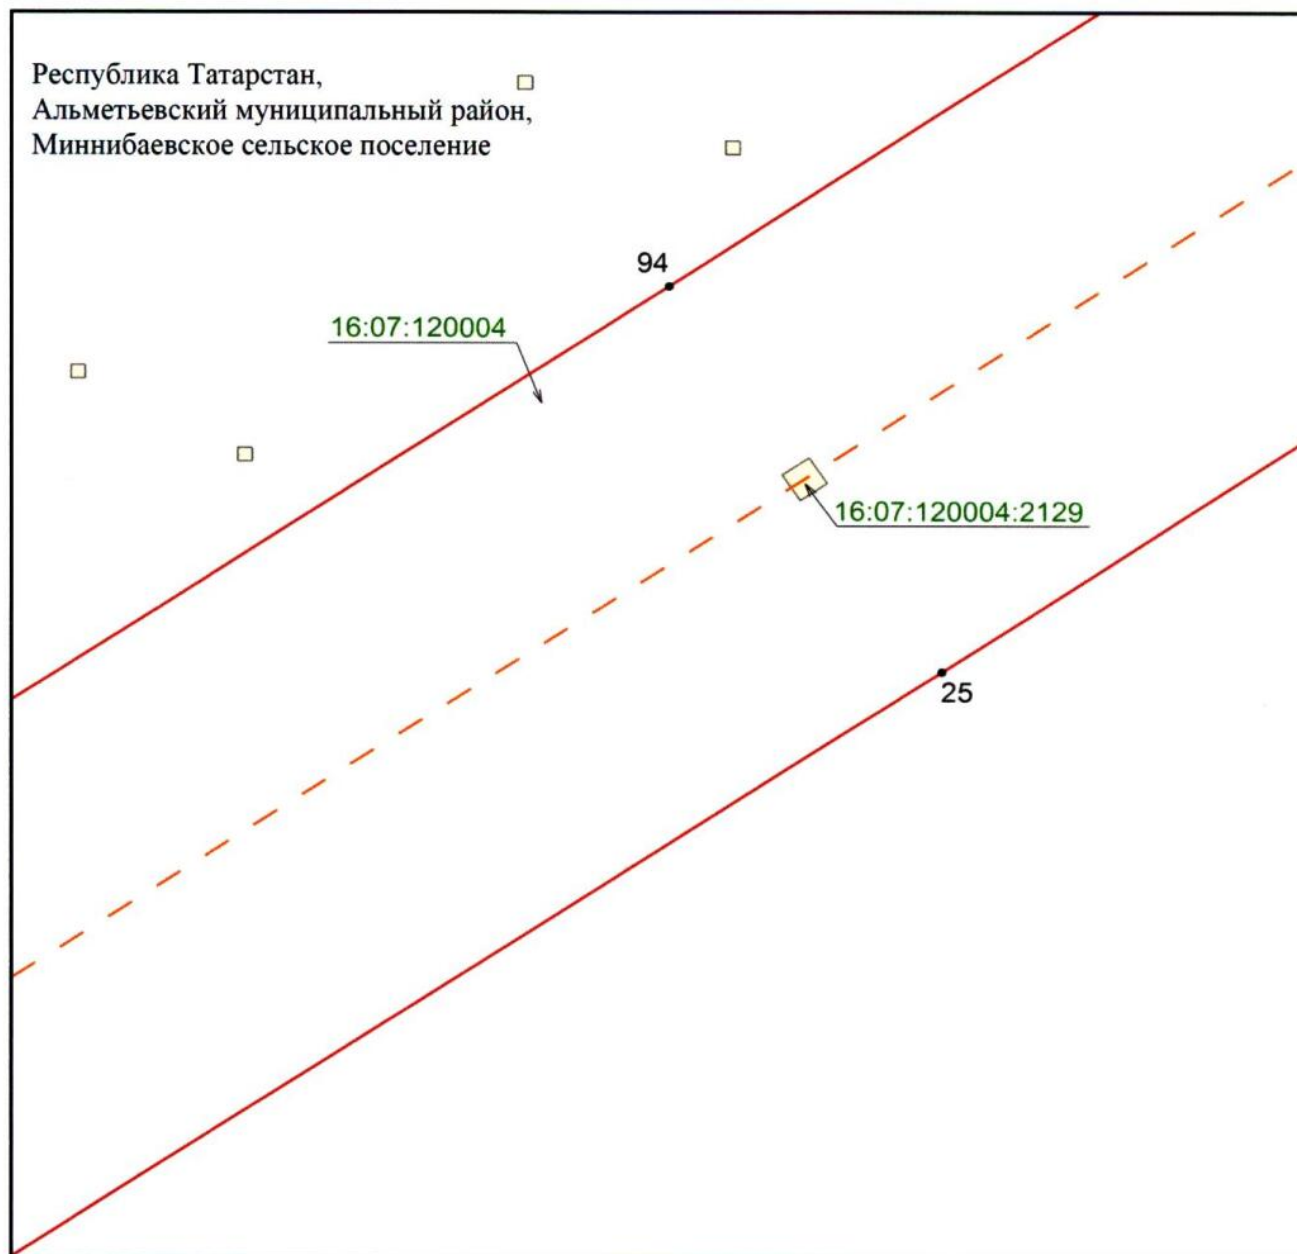 Республика Татарстан,
Альметьевский муниципальный район,
Миннибаевское сельское поселение
94
16:07:120004
16:07:120004:2129
25